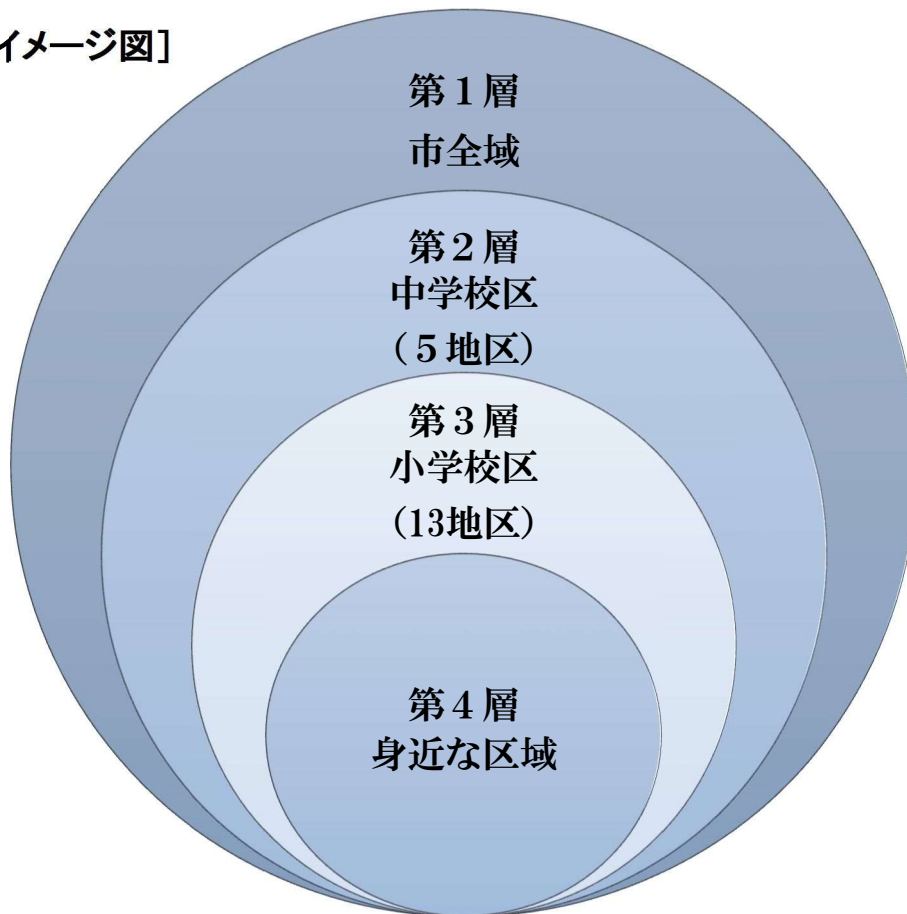 イメージ図]
第1層
市全域
第2層
中学校区
(5地区)
第3層
小学校区
(13地区)
第4層
身近な区域